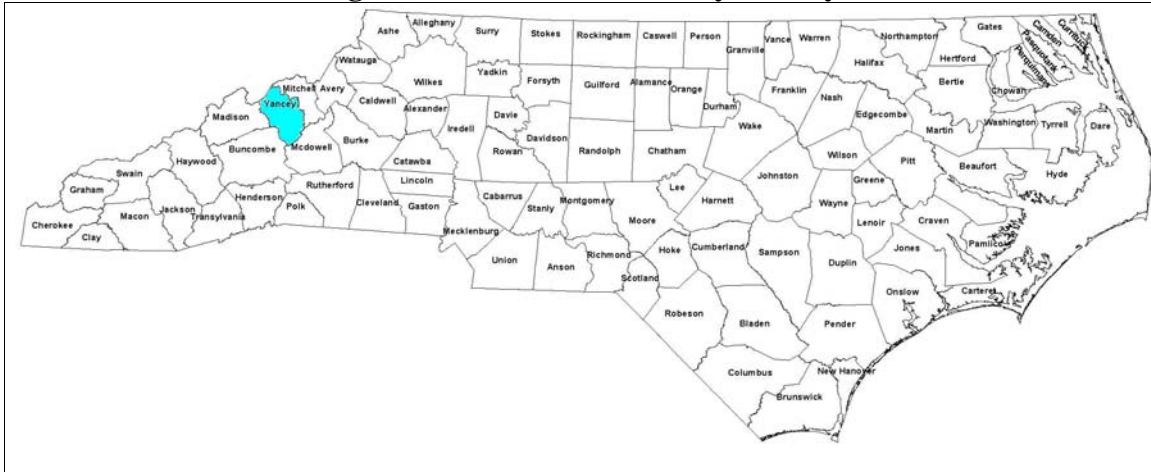 Alleghany
Ashe
Surry
Stokes
Rockingham
Caswell
Person
Vance
Warren
Northampton
Gates
Camden
Currituck
Pasquotank
Perquimans
Granville
Halifax
Hertford
Watauga
Wilkes
Yadkin
Forsyth
Guilford
Alamance
Orange
Durham
Franklin
Nash
Bertie
Chowan
Mitchell
Avery
Yancey
Caldwell
Alexander
Iredell
Davie
Edgecombe
Madison
Martin
Washington
Tyrrell
Dare
Burke
Davidson
Wake
Buncombe
Mcdowell
Catawba
Rowan
Randolph
Chatham
Wilson
Pitt
Haywood
Beaufort
Hyde
Swain
Lincoln
Johnston
Greene
Graham
Rutherford
Lee
Henderson
Cabarrus
Cleveland
Gaston
Stanly
Montgomery
Harnett
Wayne
Jackson
Macon
Transylvania
Polk
Moore
Lenoir
Craven
Cherokee
Clay
Mecklenburg
Pamlico
Cumberland
Sampson
Jones
Hoke
Union
Anson
Richmond
Duplin
Scotland
Onslow
Carteret
Robeson
Bladen
Pender
Columbus
New Hanover
Brunswick